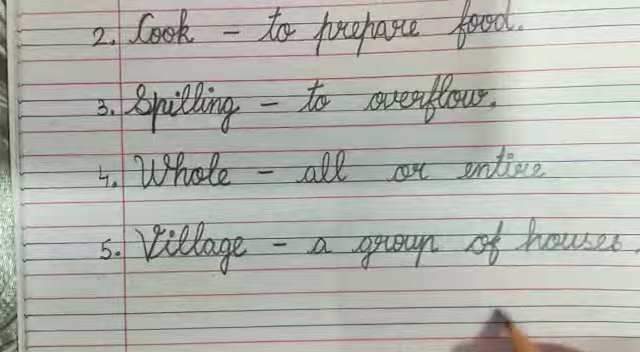 2. Cook - to prepare food.
3. Spilling - to overflow.
4. Whole - all or entire
5. Village - a group of houses.